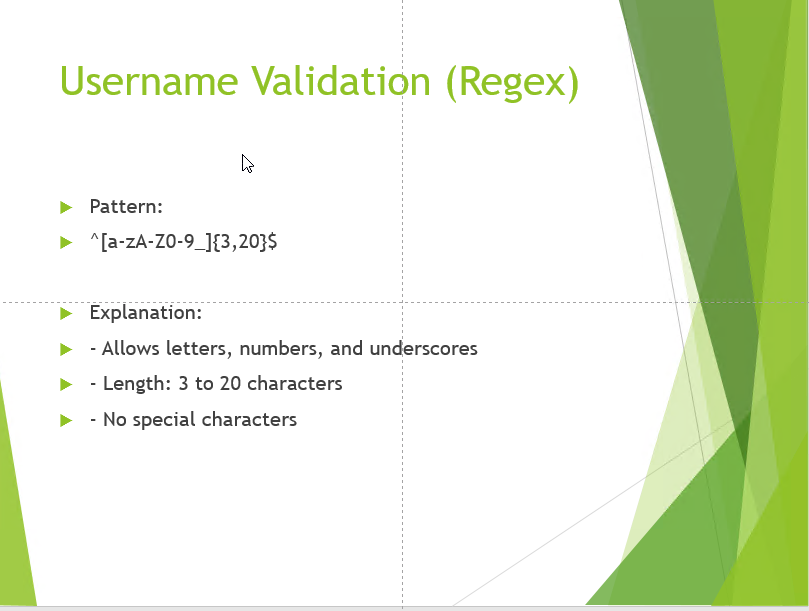 Username Validation (Regex)
Pattern:
^[a-zA-Z0-9_]{3,20}$
Explanation:
- Allows letters, numbers, and underscores
- Length: 3 to 20 characters
- No special characters